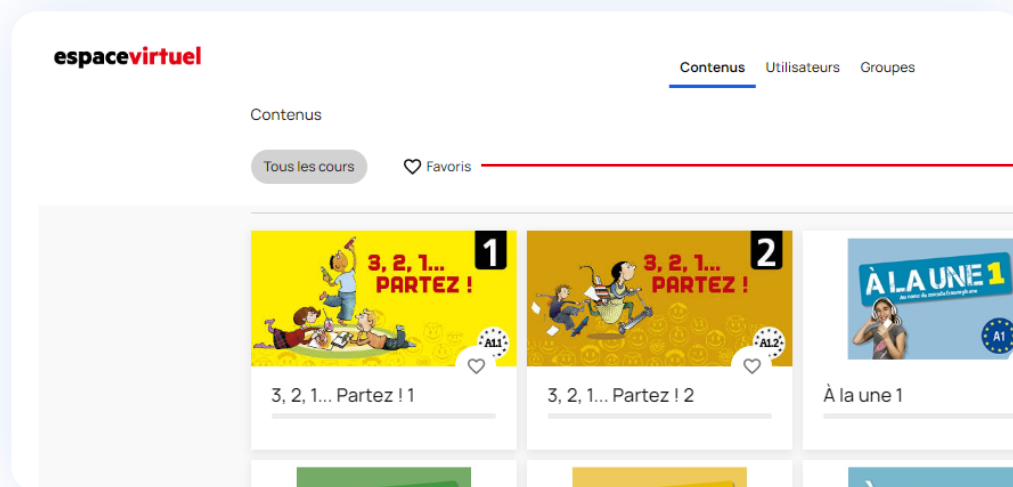 espacevirtuel
Contenus Utilisateurs Groupes
Contenus
Tous les cours Favoris
3, 2, 1...
PARTEZ !
1
A1.1
3, 2, 1... Partez ! 1
3, 2, 1...
PARTEZ !
2
A1.2
3, 2, 1... Partez ! 2
À LA UNE 1
A1
À la une 1